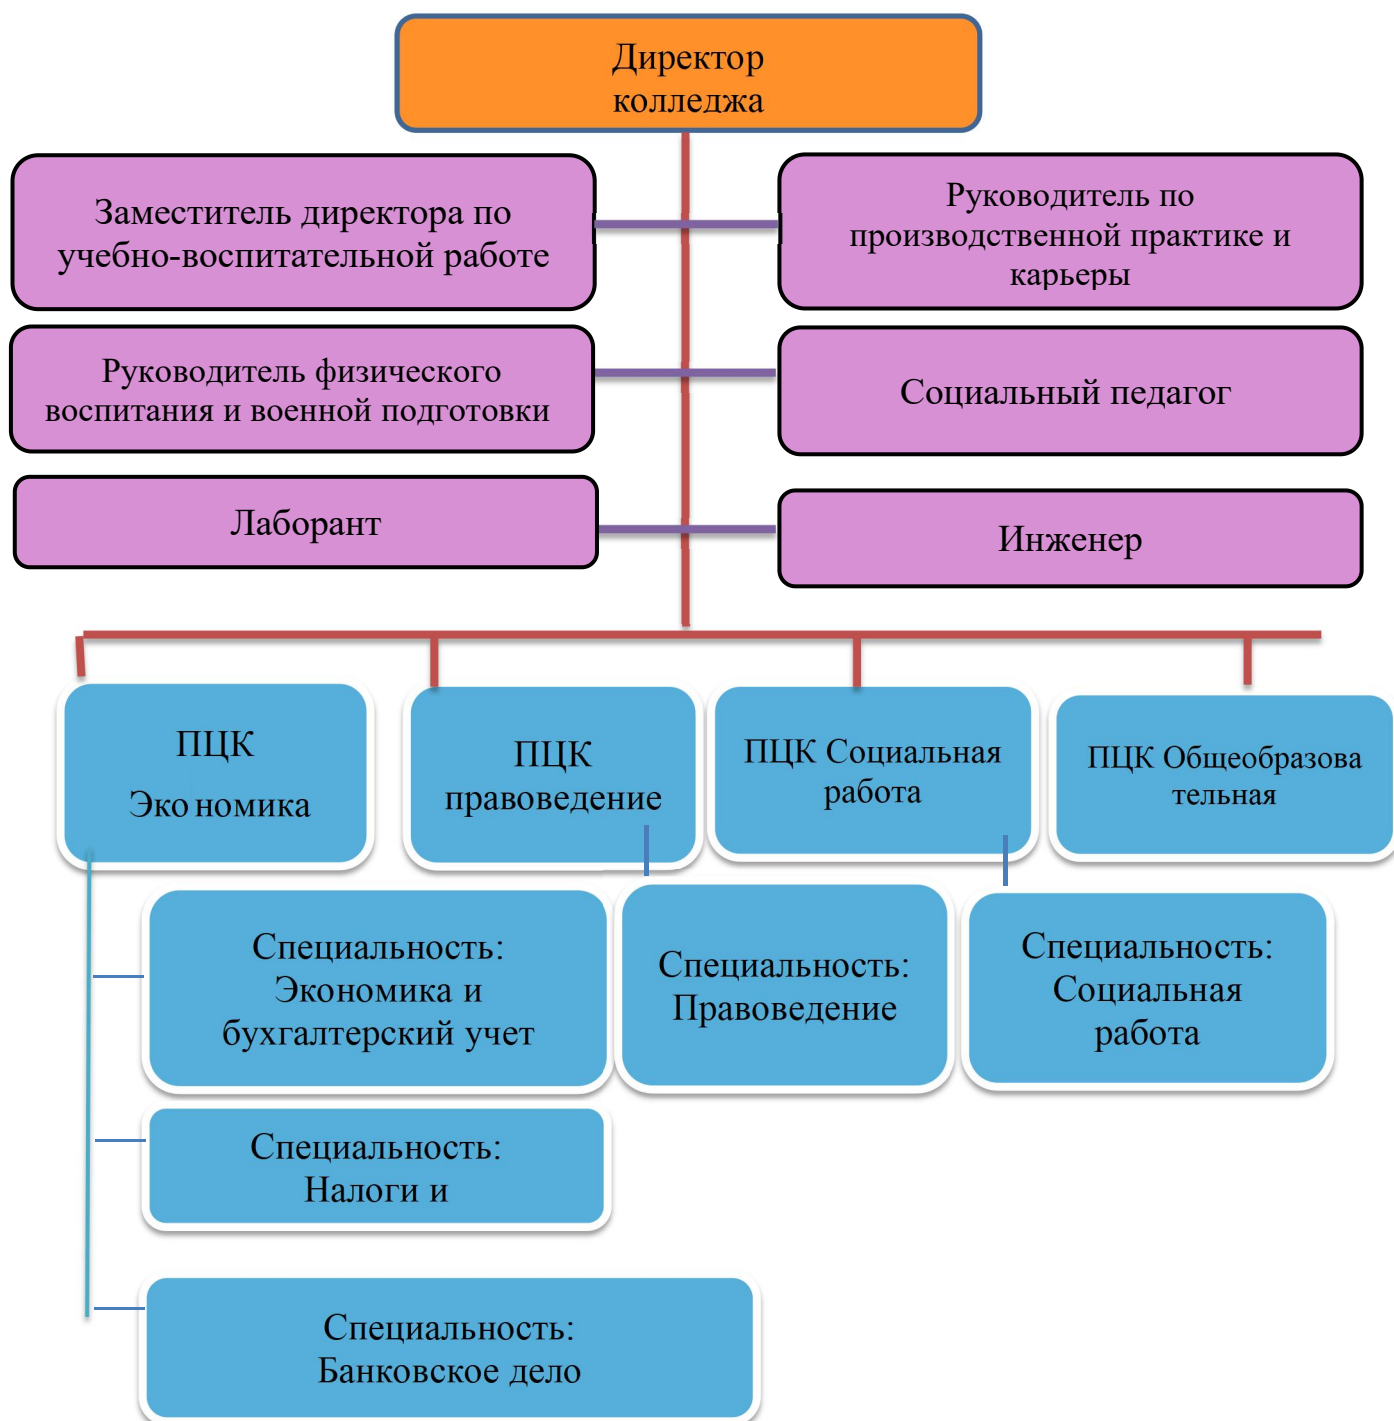 Директор
колледжа
Заместитель директора по
учебно-воспитательной работе
Руководитель по
производственной практике и
карьеры
Руководитель физического
воспитания и военной подготовки
Социальный педагог
Лаборант
Инженер
ПЦК
Экономика
ПЦК
правоведение
ПЦК Социальная
работа
ПЦК Общеобразова
тельная
Специальность:
Экономика и
бухгалтерский учет
Специальность:
Правоведение
Специальность:
Социальная
работа
Специальность:
Налоги и
Специальность:
Банковское дело